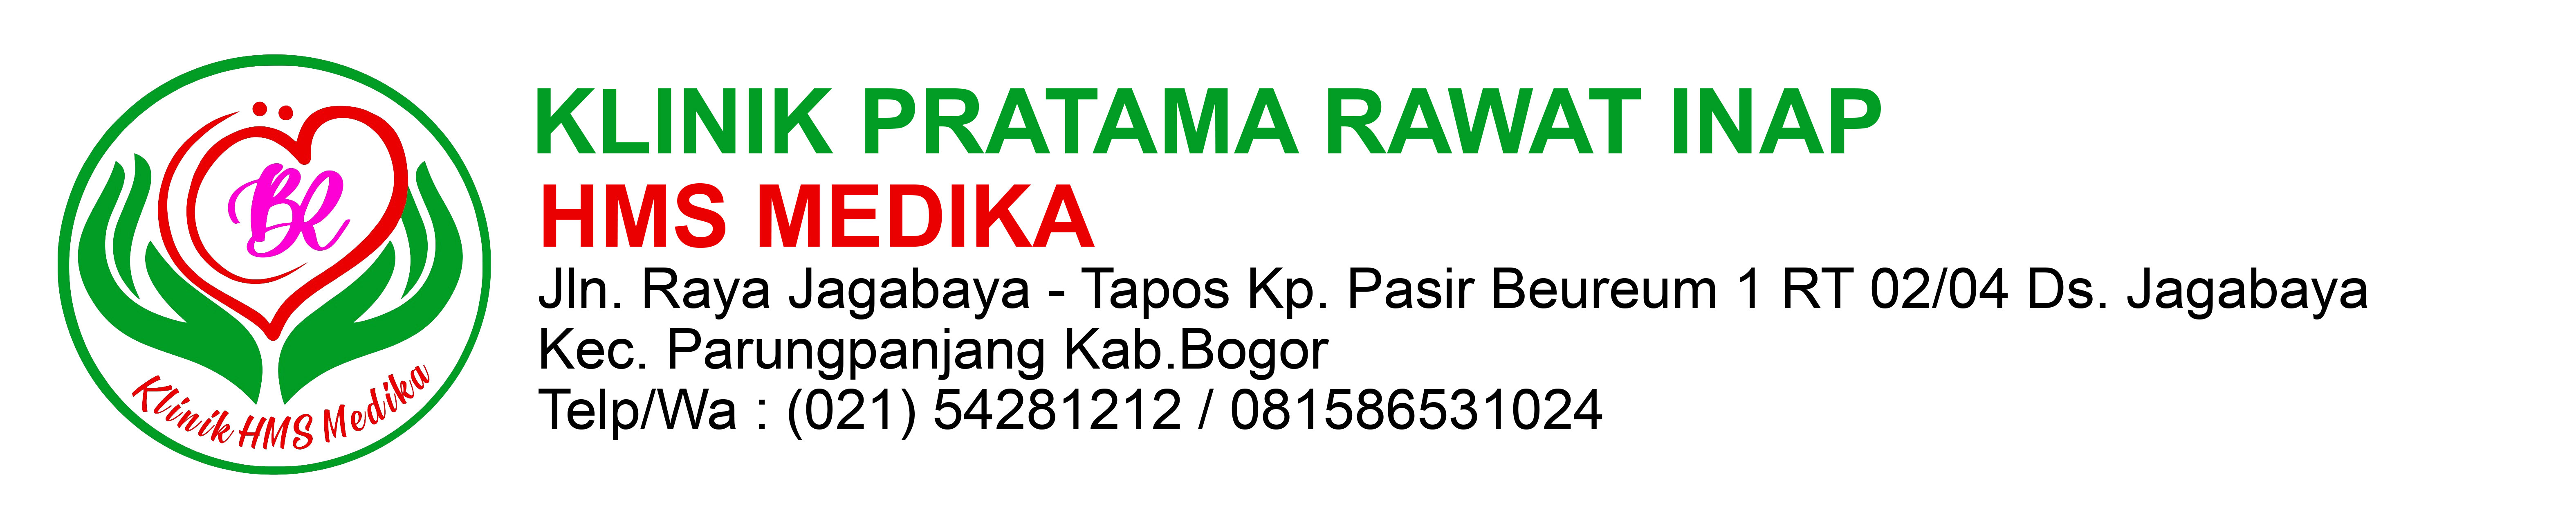 BL
Klinik HMS Medika
KLINIK PRATAMA RAWAT INAP
HMS MEDIKA
Jln. Raya Jagabaya - Tapos Kp. Pasir Beureum 1 RT 02/04 Ds. Jagabaya
Kec. Parungpanjang Kab.Bogor
Telp/Wa : (021) 54281212 / 081586531024